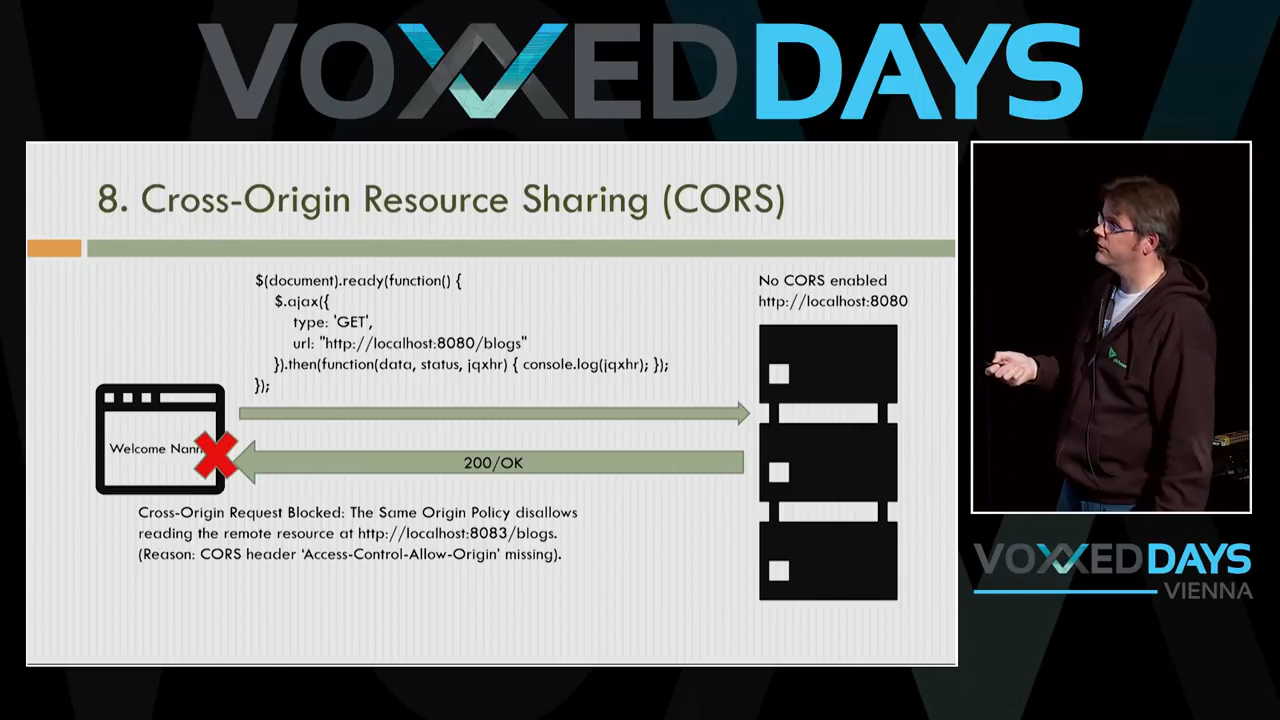 VOXXED DAYS
8. Cross-Origin Resource Sharing (CORS)
$(document).ready(function() {
$.ajax({
type: 'GET',
url: "http://localhost:8080/blogs"
}).then(function(data, status, jqxhr) { console.log(jqxhr); });
});
No CORS enabled
http://localhost:8080
Welcome
200/OK
Cross-Origin Request Blocked: The Same Origin Policy disallows
reading the remote resource at http://localhost:8083/blogs.
(Reason: CORS header ‘Access-Control-Allow-Origin’ missing).
VOXXED DAYS
VIENNA